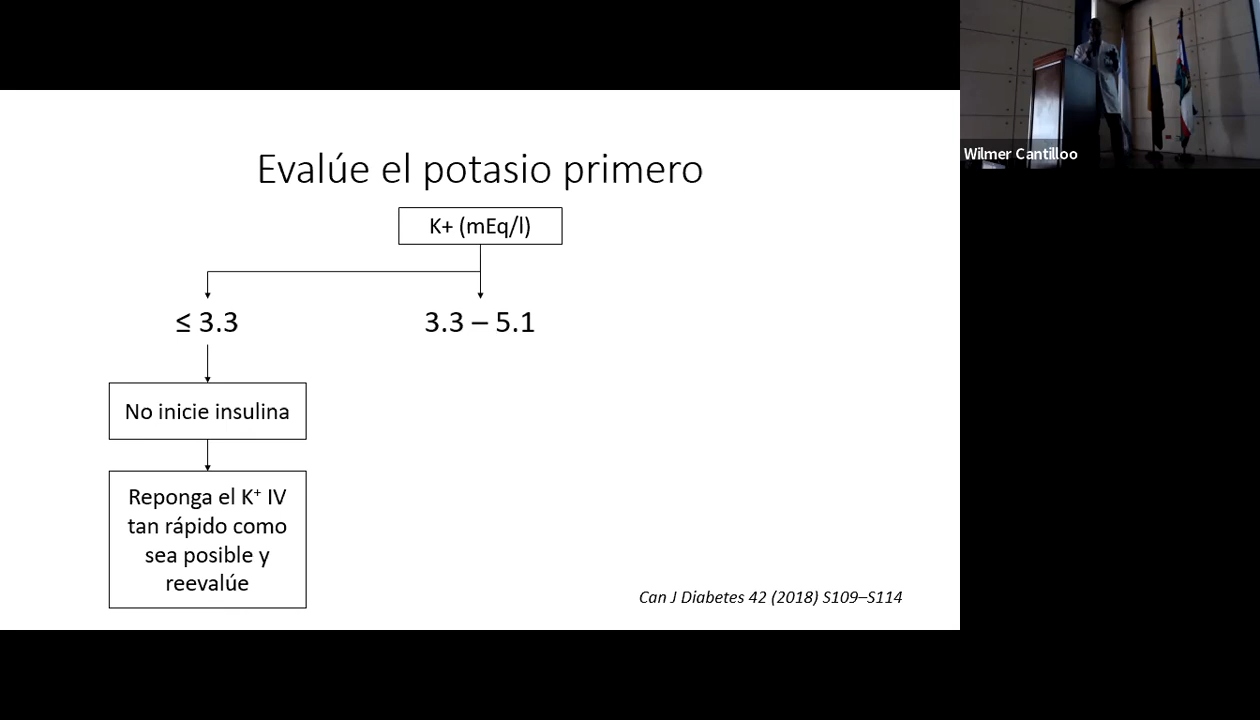 Evalúe el potasio primero
K+ (mEq/l)
≤ 3.3
3.3 – 5.1
No inicie insulina
Reponga el K⁺ IV
tan rápido como
sea posible y
reevalúe
Can J Diabetes 42 (2018) S109–S114
Wilmer Cantilloo